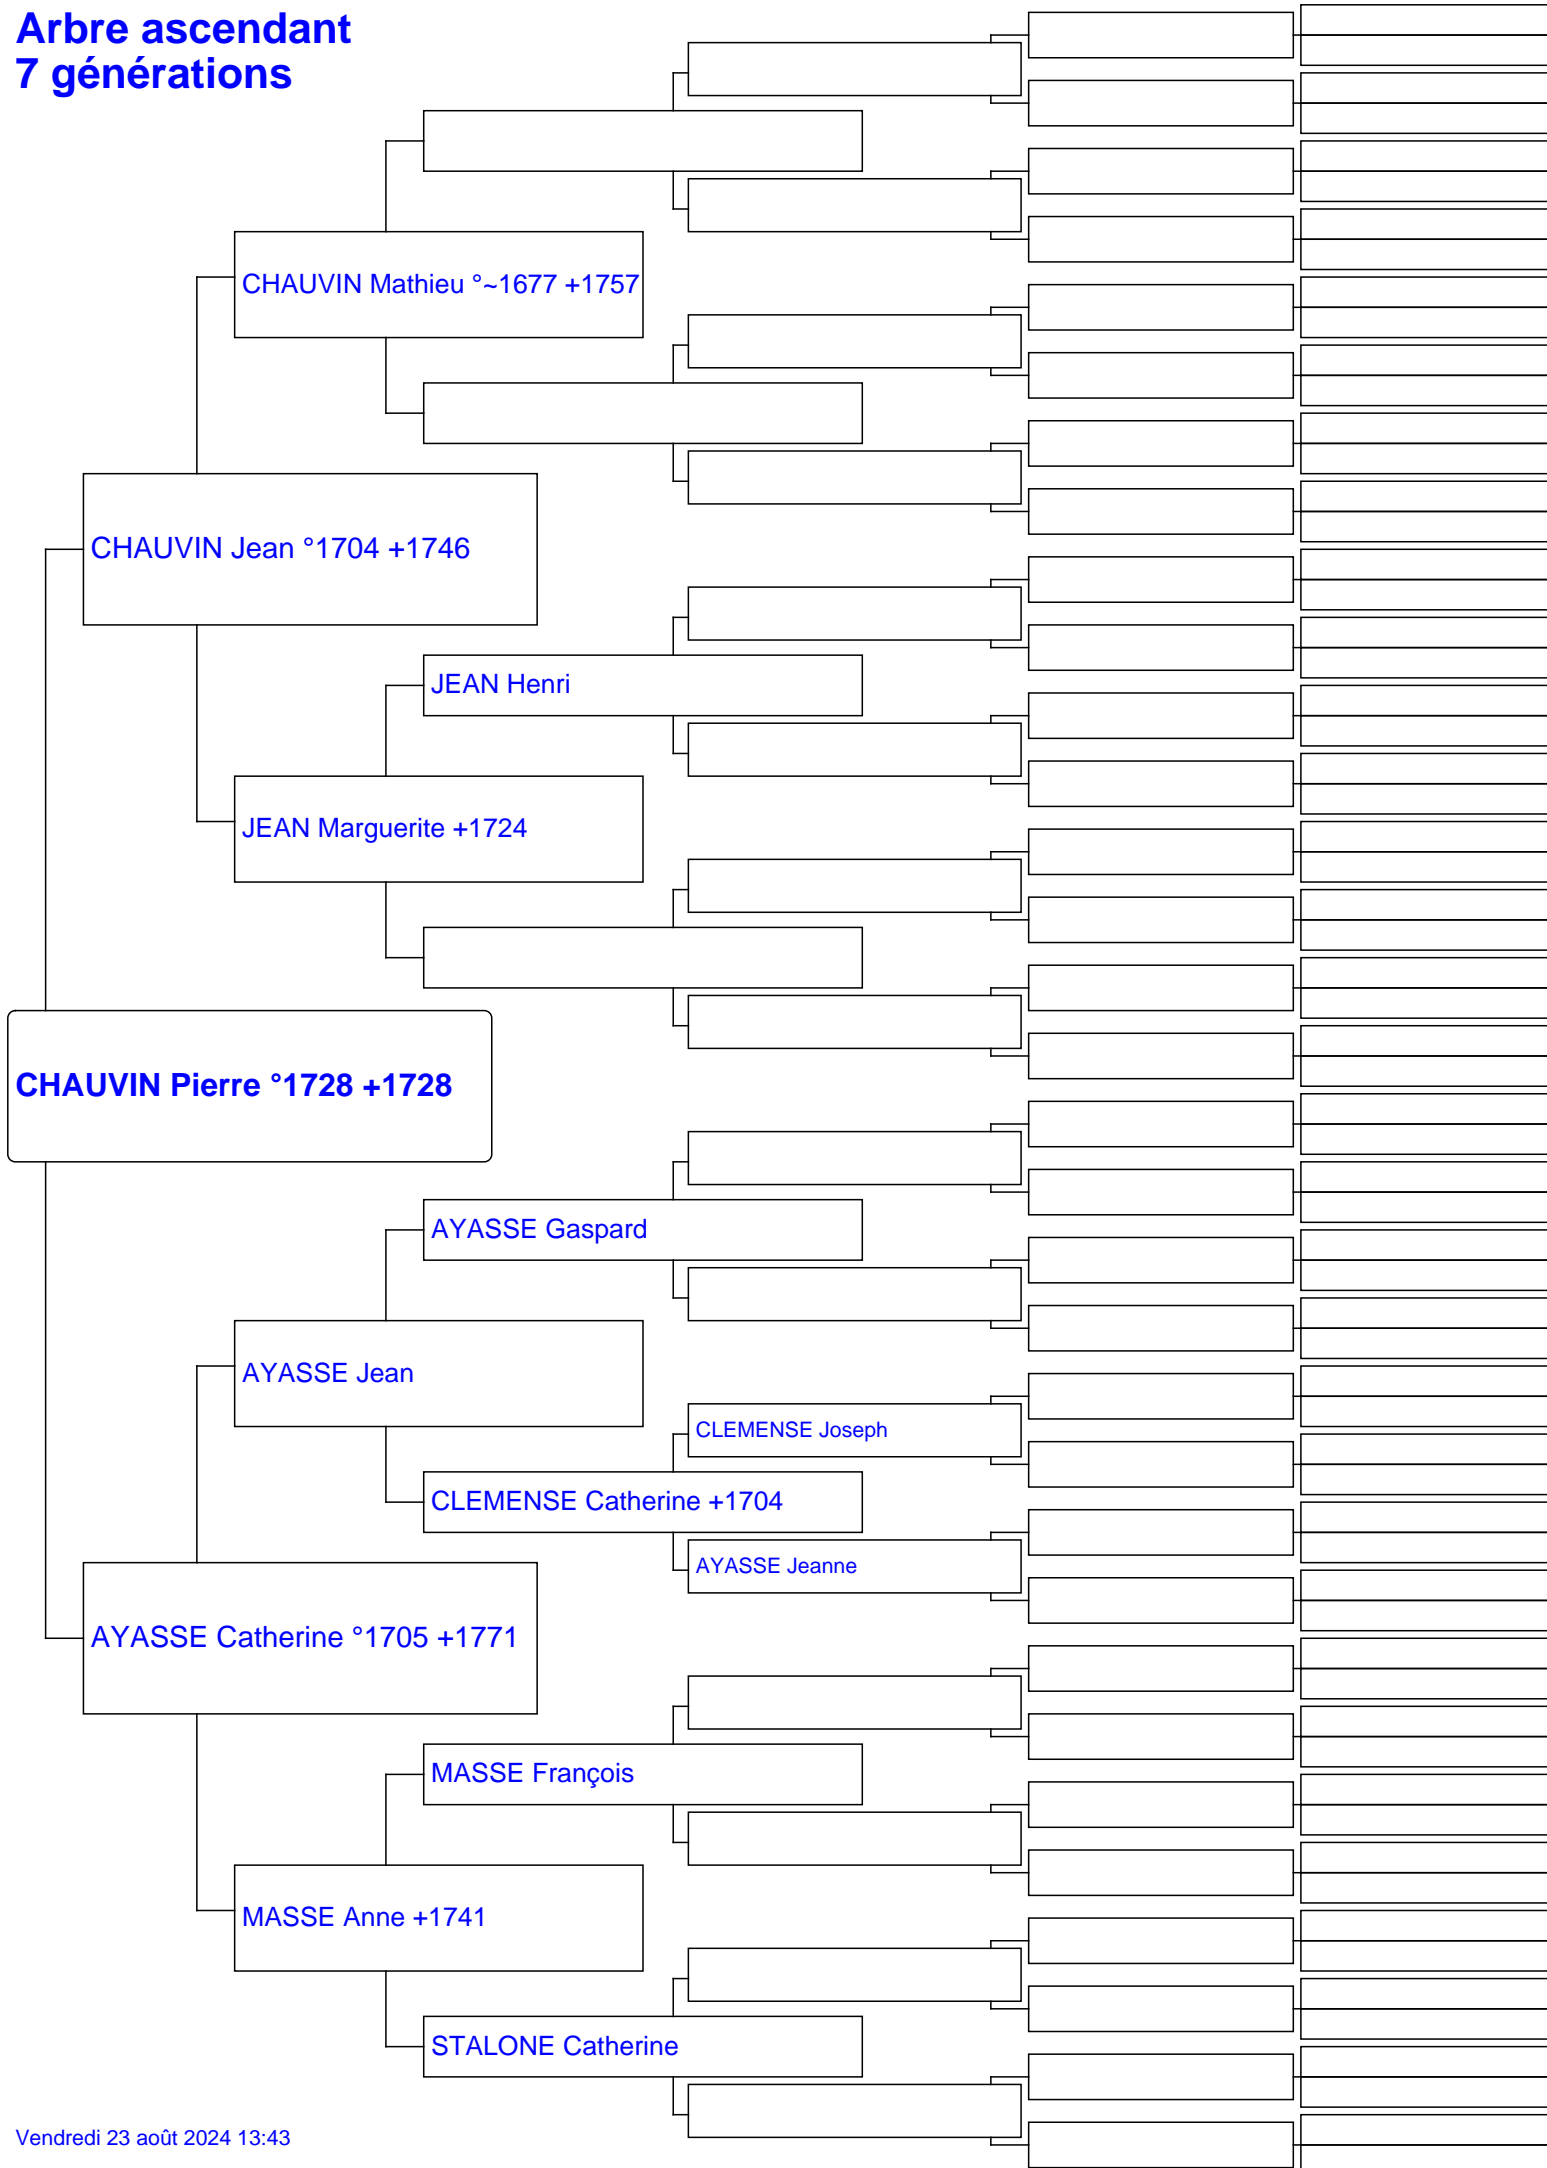 Arbre ascendant
7 générations
CHAUVIN Mathieu °~1677 +1757
CHAUVIN Jean °1704 +1746
JEAN Henri
JEAN Marguerite +1724
CHAUVIN Pierre °1728 +1728
AYASSE Gaspard
AYASSE Jean
CLEMENSE Joseph
CLEMENSE Catherine +1704
AYASSE Jeanne
AYASSE Catherine °1705 +1771
MASSE François
MASSE Anne +1741
STALONE Catherine
Vendredi 23 août 2024 13:43